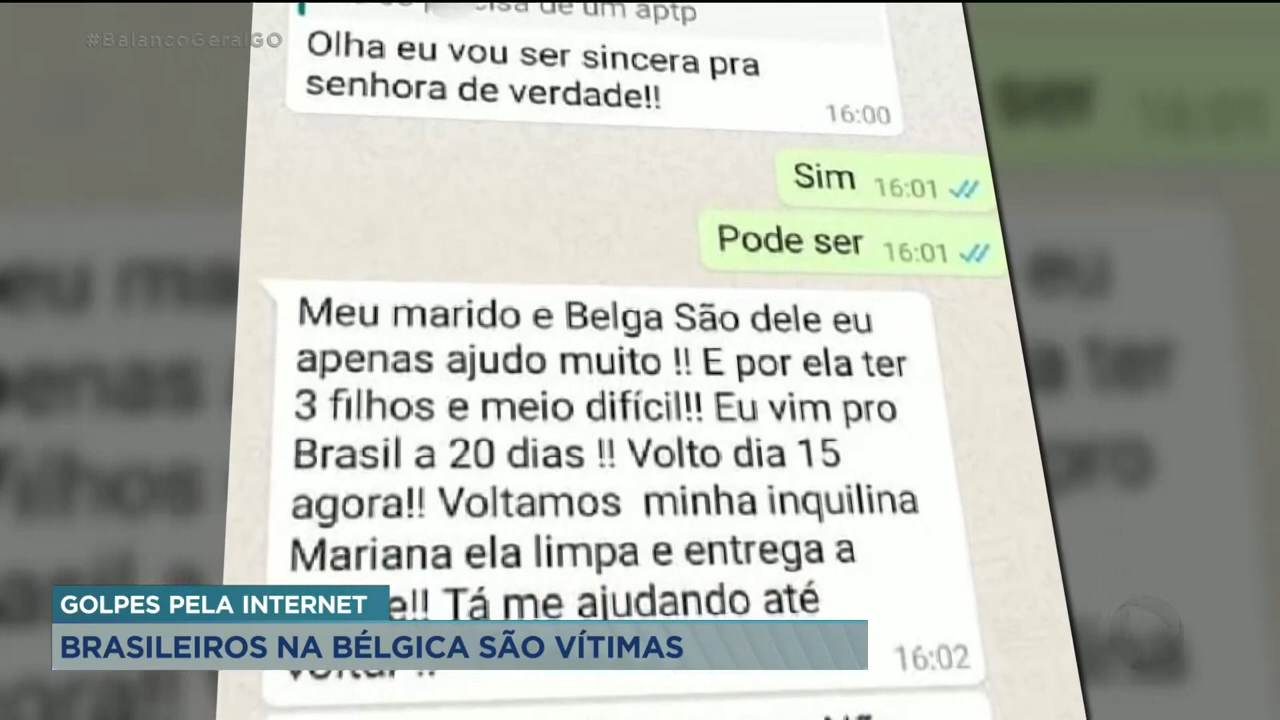 #BalancoGeralGO
de um aptp
Olha eu vou ser sincera pra
senhora de verdade!!
16:00
Sim 16:01
Pode ser 16:01
Meu marido e Belga São dele eu
apenas ajudo muito !! E por ela ter
3 filhos e meio difícil!! Eu vim pro
Brasil a 20 dias !! Volto dia 15
agora!! Voltamos minha inquilina
Mariana ela limpa e entrega a
e!! Tá me ajudando até
16:02
GOLPES PELA INTERNET
BRASILEIROS NA BÉLGICA SÃO VÍTIMAS